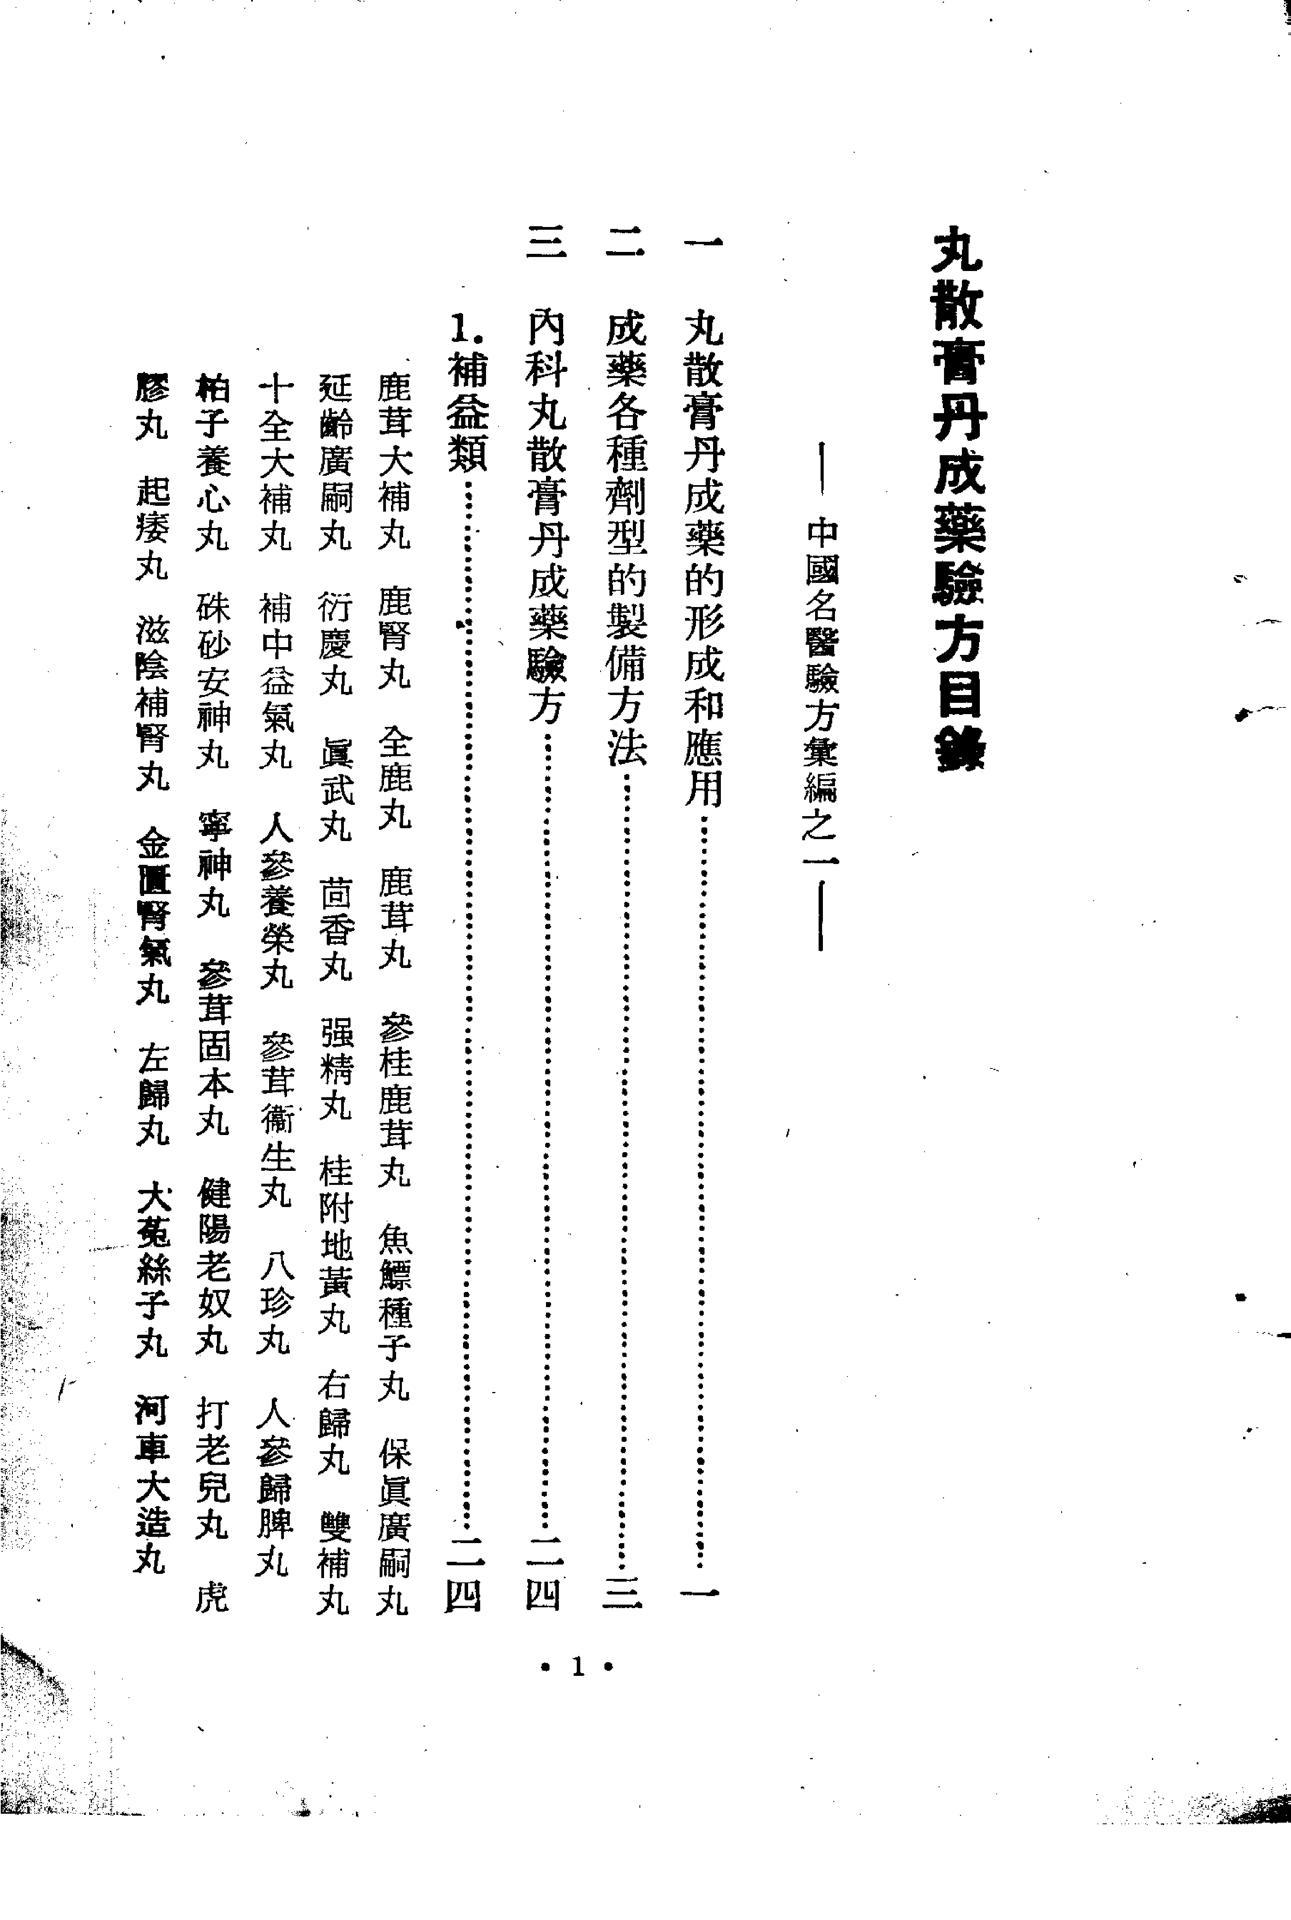 丸散膏丹成藥驗方目錄
——中國名醫驗方彙編之一——
一　丸散膏丹成藥的形成和應用……………………一
二　成藥各種劑型的製備方法……………………三
三　內科丸散膏丹成藥驗方……………………二四
1.補益類……………………二四
鹿茸大補丸　鹿腎丸　全鹿丸　鹿茸丸　參桂鹿茸丸　魚鰾種子丸　保眞廣嗣丸
延齡廣嗣丸　衍慶丸　眞武丸　茴香丸　强精丸　桂附地黃丸　右歸丸　雙補丸
十全大補丸　補中益氣丸　人參養榮丸　參茸衞生丸　八珍丸　人參歸脾丸
柏子養心丸　硃砂安神丸　寧神丸　參茸固本丸　健陽老奴丸　打老兒丸　虎
膠丸　起痿丸　滋陰補腎丸　金匱腎氣丸　左歸丸　大菟絲子丸　河車大造丸
• 1 •